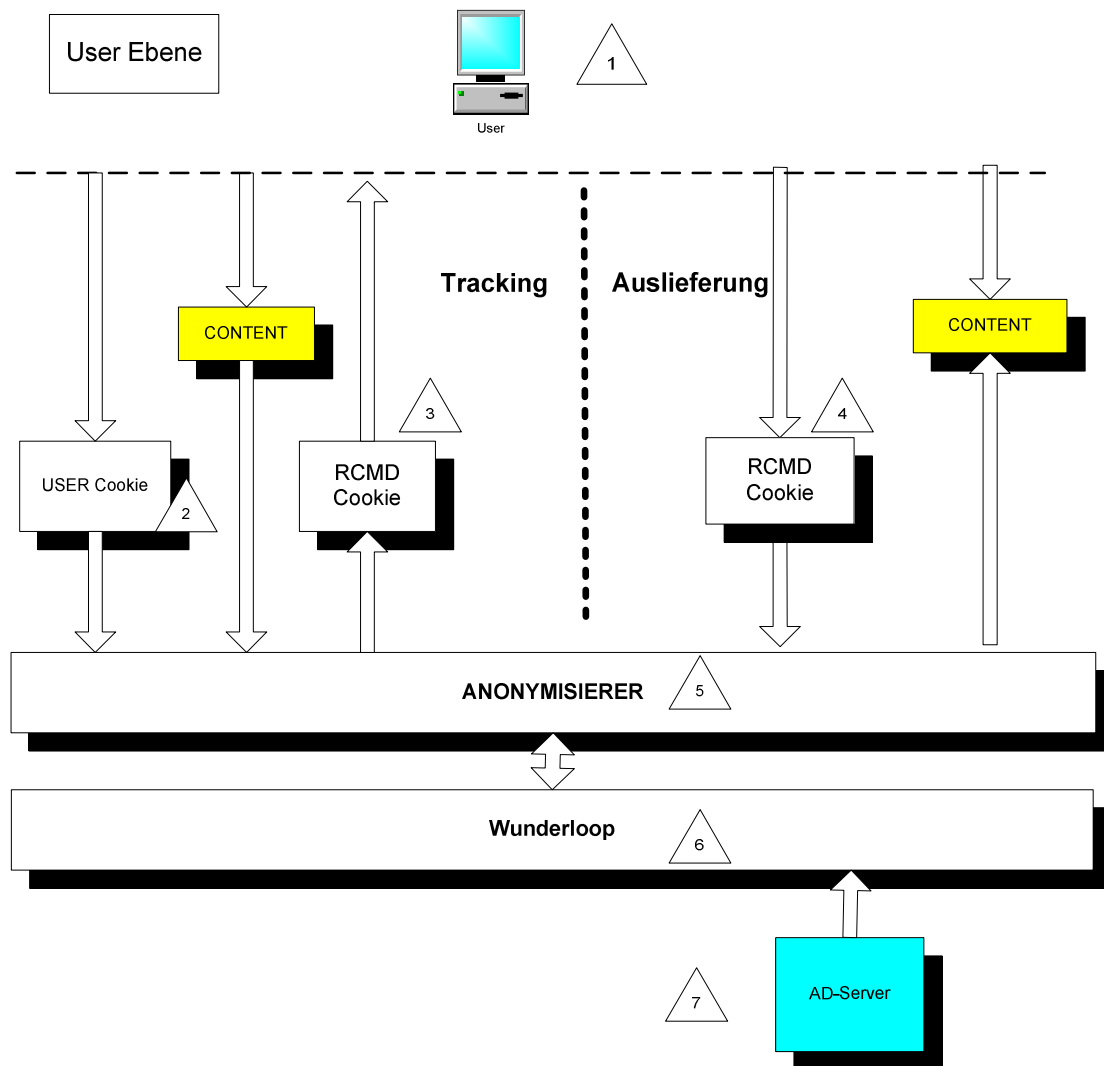 User Ebene
1
User
Tracking
Auslieferung
CONTENT
CONTENT
3
4
USER Cookie
2
RCMD
Cookie
RCMD
Cookie
ANONYMISIERER
5
Wunderloop
6
AD-Server
7